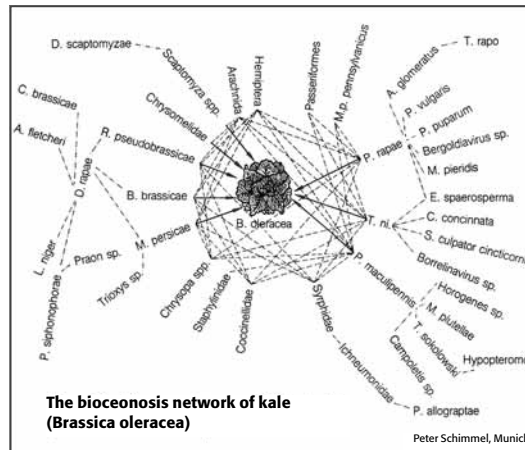 D. scaptomyzae
Scaptomyza spp.
Arachnida
Hemiptera
Passeriformes
M.p. pennsylvanicus
A. glomeratus
T. rapo
C. brassicae
Chrysomelidae
P. vulgaris
A. fletcheri
R. pseudobrassicae
P. rapae
P. puparum
Bergoldiavirus sp.
M. pieridis
D. rapae
B. brassicae
B. oleracea
E. spaerosperma
T. ni.
C. concinnata
S. culpator cincticorni
L. niger
Praon sp.
M. persicae
Borrelinavirus sp.
P. siphonophorae
Trioxys sp.
Chrysopa spp.
Staphylinidae
Coccinellidae
Syrphidae
P. maculipennis
Horogenes sp.
M. plutellae
T. sokolowski
Campoletis sp.
Hypopteromo
Ichneumonidae
P. allograptae
The bioceonosis network of kale
(Brassica oleracea)
Peter Schimmel, Munich